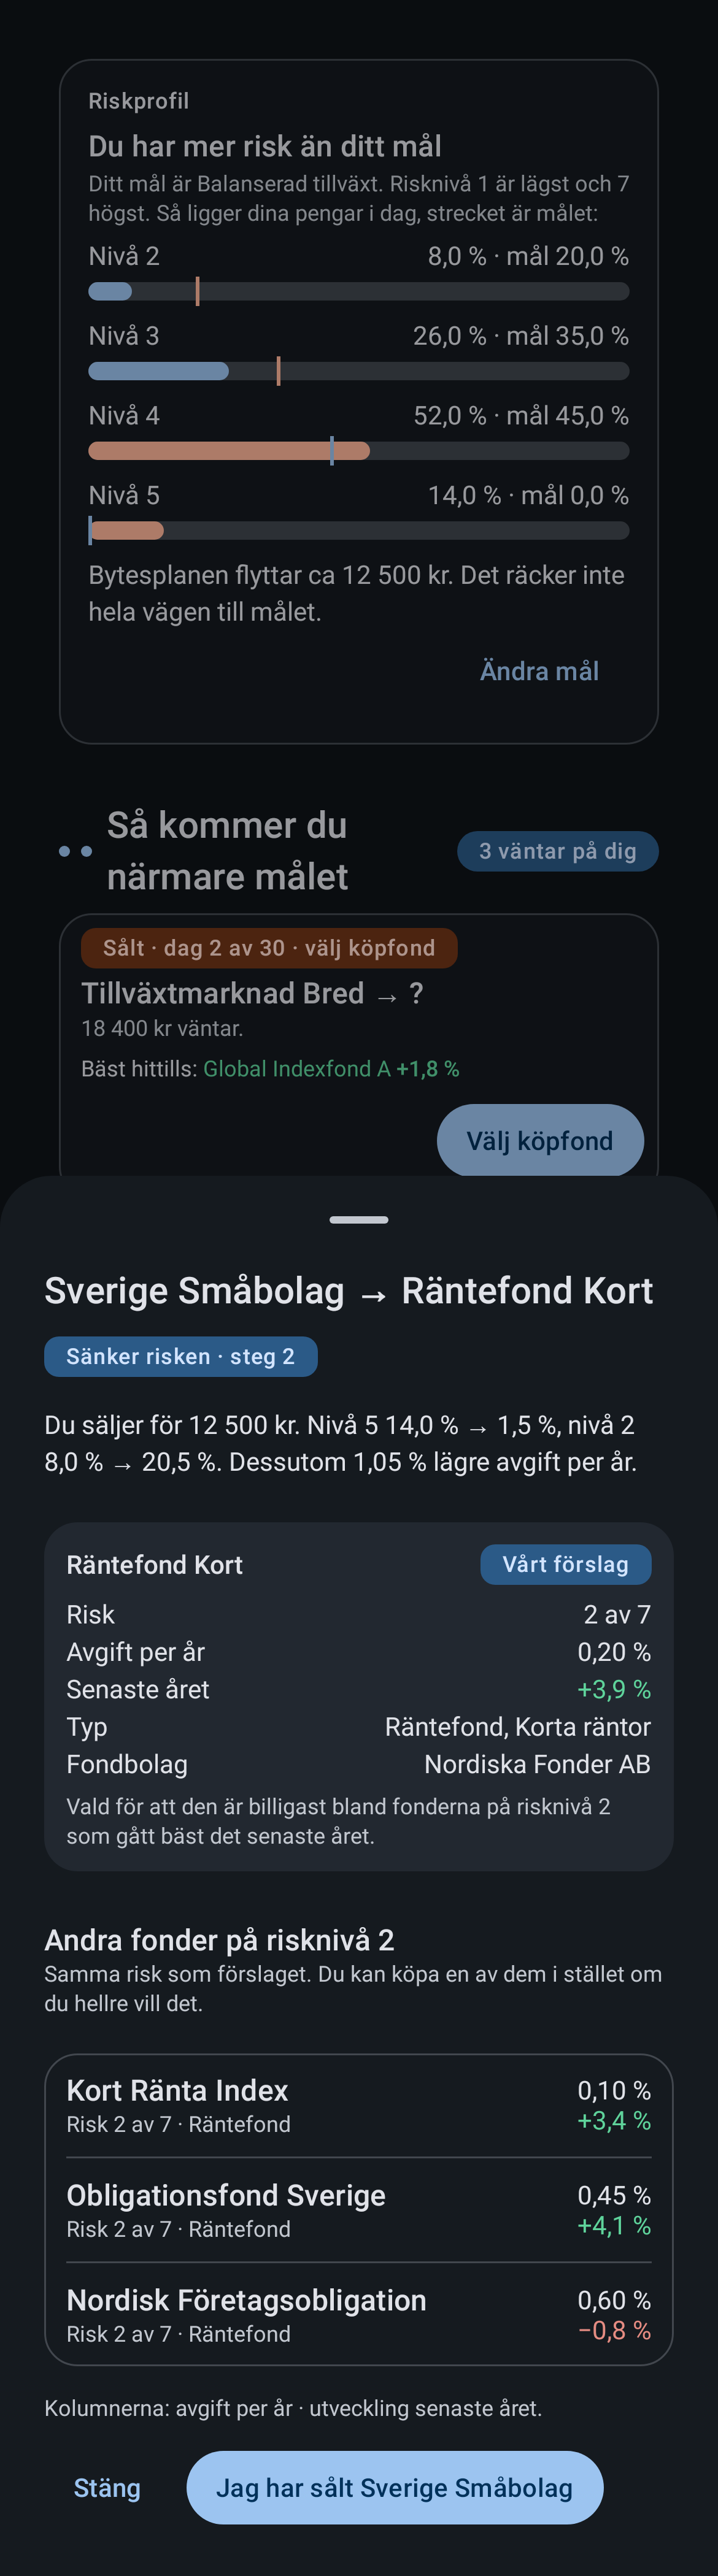 Riskprofil
Du har mer risk än ditt mål
Ditt mål är Balanserad tillväxt. Risknivå 1 är lägst och 7
högst. Så ligger dina pengar i dag, strecket är målet:
Nivå 2 8,0 % · mål 20,0 %
Nivå 3 26,0 % · mål 35,0 %
Nivå 4 52,0 % · mål 45,0 %
Nivå 5 14,0 % · mål 0,0 %
Bytesplanen flyttar ca 12 500 kr. Det räcker inte
hela vägen till målet.
Ändra mål
Så kommer du
närmare målet
3 väntar på dig
Sålt · dag 2 av 30 · välj köpfond
Tillväxtmarknad Bred → ?
18 400 kr väntar.
Bäst hittills: Global Indexfond A +1,8 %
Välj köpfond
Sverige Småbolag → Räntefond Kort
Sänker risken · steg 2
Du säljer för 12 500 kr. Nivå 5 14,0 % → 1,5 %, nivå 2
8,0 % → 20,5 %. Dessutom 1,05 % lägre avgift per år.
Räntefond Kort Vårt förslag
Risk 2 av 7
Avgift per år 0,20 %
Senaste året +3,9 %
Typ Räntefond, Korta räntor
Fondbolag Nordiska Fonder AB
Vald för att den är billigast bland fonderna på risknivå 2
som gått bäst det senaste året.
Andra fonder på risknivå 2
Samma risk som förslaget. Du kan köpa en av dem i stället om
du hellre vill det.
Kort Ränta Index 0,10 %
Risk 2 av 7 · Räntefond +3,4 %
Obligationsfond Sverige 0,45 %
Risk 2 av 7 · Räntefond +4,1 %
Nordisk Företagsobligation 0,60 %
Risk 2 av 7 · Räntefond −0,8 %
Kolumnerna: avgift per år · utveckling senaste året.
Stäng Jag har sålt Sverige Småbolag